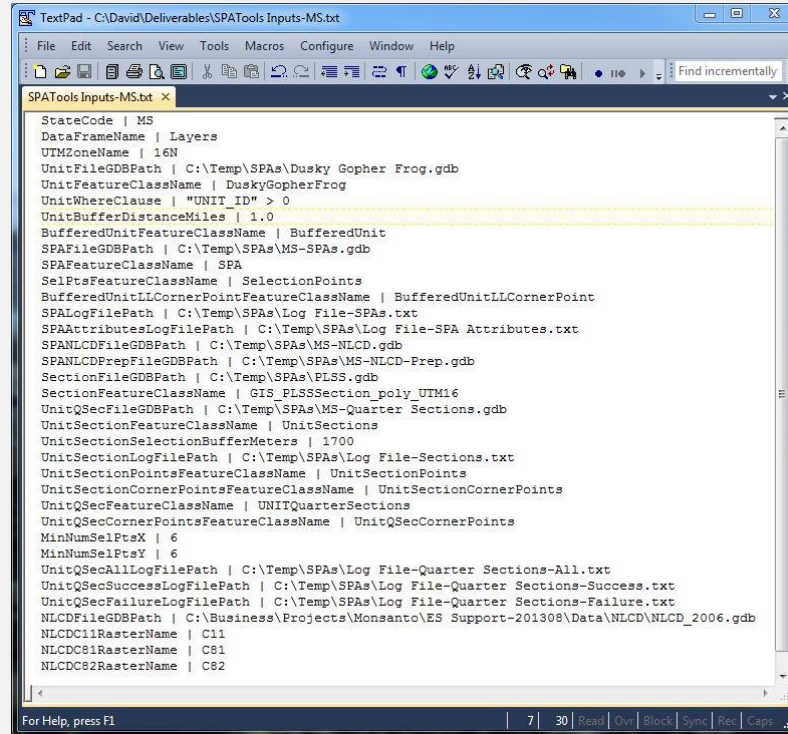 TextPad - C:\David\Deliverables\SPATools Inputs-MS.txt
File Edit Search View Tools Macros Configure Window Help
Find incrementally
SPATools Inputs-MS.txt
StateCode | MS
DataFrameName | Layers
UTMZoneName | 16N
UnitFileGDBPath | C:\Temp\SPAs\Dusky Gopher Frog.gdb
UnitFeatureClassName | DuskyGopherFrog
UnitWhereClause | "UNIT_ID" > 0
UnitBufferDistanceMiles | 1.0
BufferedUnitFeatureClassName | BufferedUnit
SPAFileGDBPath | C:\Temp\SPAs\MS-SPAs.gdb
SPAFeatureClassName | SPA
SelPtsFeatureClassName | SelectionPoints
BufferedUnitLLCornerPointFeatureClassName | BufferedUnitLLCornerPoint
SPALogFilePath | C:\Temp\SPAs\Log File-SPAs.txt
SPAAttributesLogFilePath | C:\Temp\SPAs\Log File-SPA Attributes.txt
SPANLCDFileGDBPath | C:\Temp\SPAs\MS-NLCD.gdb
SPANLCDPrepFileGDBPath | C:\Temp\SPAs\MS-NLCD-Prep.gdb
SectionFileGDBPath | C:\Temp\SPAs\PLSS.gdb
SectionFeatureClassName | GIS_PLSSSection_poly_UTM16
UnitQSecFileGDBPath | C:\Temp\SPAs\MS-Quarter Sections.gdb
UnitSectionFeatureClassName | UnitSections
UnitSectionSelectionBufferMeters | 1700
UnitSectionLogFilePath | C:\Temp\SPAs\Log File-Sections.txt
UnitSectionPointsFeatureClassName | UnitSectionPoints
UnitSectionCornerPointsFeatureClassName | UnitSectionCornerPoints
UnitQSecFeatureClassName | UNITQuarterSections
UnitQSecCornerPointsFeatureClassName | UnitQSecCornerPoints
MinNumSelPtsX | 6
MinNumSelPtsY | 6
UnitQSecAllLogFilePath | C:\Temp\SPAs\Log File-Quarter Sections-All.txt
UnitQSecSuccessLogFilePath | C:\Temp\SPAs\Log File-Quarter Sections-Success.txt
UnitQSecFailureLogFilePath | C:\Temp\SPAs\Log File-Quarter Sections-Failure.txt
NLCDFileGDBPath | C:\Business\Projects\Monsanto\ES Support-201308\Data\NLCD\NLCD_2006.gdb
NLCDC11RasterName | C11
NLCDC81RasterName | C81
NLCDC82RasterName | C82
For Help, press F1
7 30 Read Ovr Block Sync Rec Caps